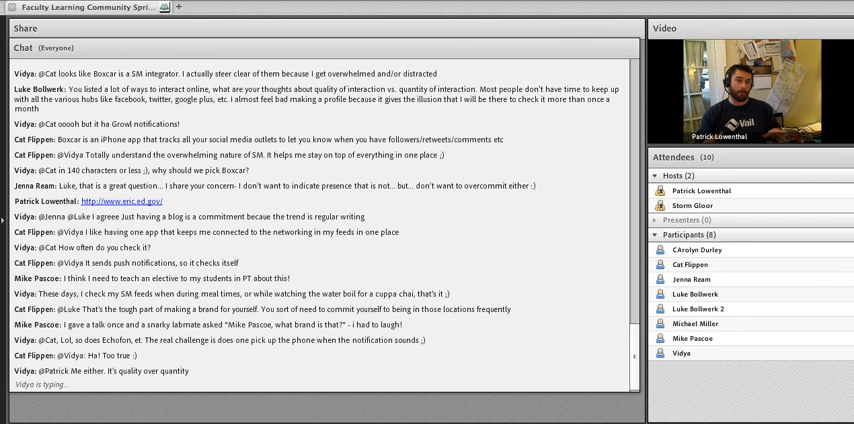 Faculty Learning Community Spri...
Share
Chat (Everyone)
Vidya: @Cat looks like Boxcar is a SM integrator. I actually steer clear of them because I get overwhelmed and/or distracted
Luke Bollwerk: You listed a lot of ways to interact online, what are your thoughts about quality of interaction vs. quantity of interaction. Most people don't have time to keep up
with all the various hubs like facebook, twitter, google plus, etc. I almost feel bad making a profile because it gives the illusion that I will be there to check it more than once a
month
Vidya: @Cat ooooh but it ha Growl notifications!
Cat Flippen: Boxcar is an iPhone app that tracks all your social media outlets to let you know when you have followers/retweets/comments etc
Cat Flippen: @Vidya Totally understand the overwhelming nature of SM. It helps me stay on top of everything in one place ;)
Vidya: @Cat in 140 characters or less ;), why should we pick Boxcar?
Jenna Ream: Luke, that is a great question... I share your concern- I don't want to indicate presence that is not... but... don't want to overcommit either :)
Patrick Lowenthal: http://www.eric.ed.gov/
Vidya: @Jenna @Luke I agreee Just having a blog is a commitment becaue the trend is regular writing
Cat Flippen: @Vidya I like having one app that keeps me connected to the networking in my feeds in one place
Vidya: @Cat How often do you check it?
Cat Flippen: @Vidya It sends push notifications, so it checks itself
Mike Pascoe: I think I need to teach an elective to my students in PT about this!
Vidya: These days, I check my SM feeds when during meal times, or while watching the water boil for a cuppa chai, that's it ;)
Cat Flippen: @Luke That's the tough part of making a brand for yourself. You sort of need to commit yourself to being in those locations frequently
Mike Pascoe: I gave a talk once and a snarky labmate asked "Mike Pascoe, what brand is that?" - i had to laugh!
Vidya: @Cat, Lol, so does Echofon, et. The real challenge is does one pick up the phone when the notification sounds ;)
Cat Flippen: @Vidya: Ha! Too true :)
Vidya: @Patrick Me either. It's quality over quantity
Vidya is typing...
Video
Vail
Patrick Lowenthal
Attendees (10)
Hosts (2)
Patrick Lowenthal
Storm Gloor
Presenters (0)
Participants (8)
CArolyn Durley
Cat Flippen
Jenna Ream
Luke Bollwerk
Luke Bollwerk 2
Michael Miller
Mike Pascoe
Vidya